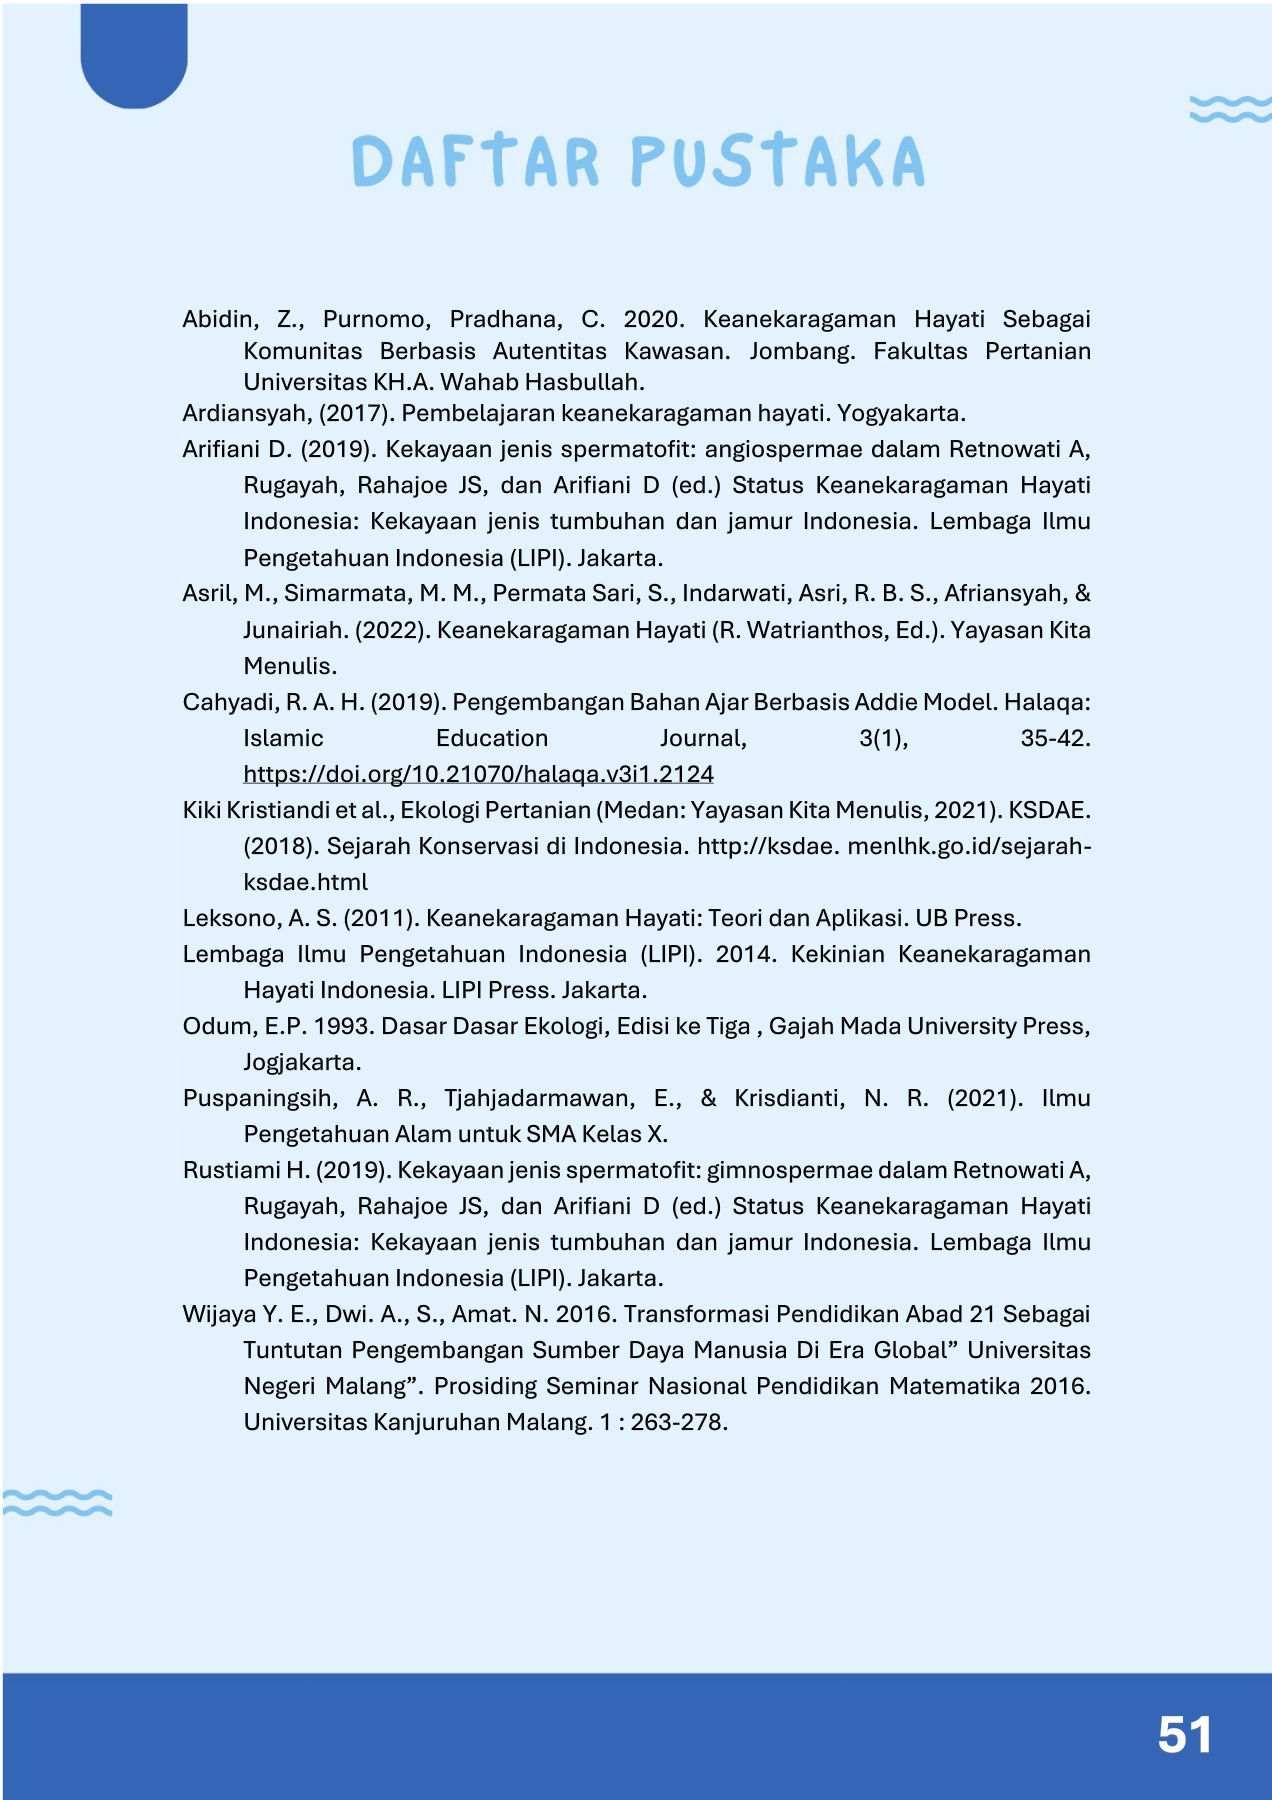 DAFTAR PUSTAKA
Abidin, Z., Purnomo, Pradhana, C. 2020. Keanekaragaman Hayati Sebagai
Komunitas Berbasis Autentitas Kawasan. Jombang. Fakultas Pertanian
Universitas KH.A. Wahab Hasbullah.
Ardiansyah, (2017). Pembelajaran keanekaragaman hayati. Yogyakarta.
Arifiani D. (2019). Kekayaan jenis spermatofit: angiospermae dalam Retnowati A,
Rugayah, Rahajoe JS, dan Arifiani D (ed.) Status Keanekaragaman Hayati
Indonesia: Kekayaan jenis tumbuhan dan jamur Indonesia. Lembaga Ilmu
Pengetahuan Indonesia (LIPI). Jakarta.
Asril, M., Simarmata, M. M., Permata Sari, S., Indarwati, Asri, R. B. S., Afriansyah, &
Junairiah. (2022). Keanekaragaman Hayati (R. Watrianthos, Ed.). Yayasan Kita
Menulis.
Cahyadi, R. A. H. (2019). Pengembangan Bahan Ajar Berbasis Addie Model. Halaqa:
Islamic Education Journal, 3(1), 35-42.
https://doi.org/10.21070/halaqa.v3i1.2124
Kiki Kristiandi et al., Ekologi Pertanian (Medan: Yayasan Kita Menulis, 2021). KSDAE.
(2018). Sejarah Konservasi di Indonesia. http://ksdae. menlhk.go.id/sejarah-
ksdae.html
Leksono, A. S. (2011). Keanekaragaman Hayati: Teori dan Aplikasi. UB Press.
Lembaga Ilmu Pengetahuan Indonesia (LIPI). 2014. Kekinian Keanekaragaman
Hayati Indonesia. LIPI Press. Jakarta.
Odum, E.P. 1993. Dasar Dasar Ekologi, Edisi ke Tiga , Gajah Mada University Press,
Jogjakarta.
Puspaningsih, A. R., Tjahjadarmawan, E., & Krisdianti, N. R. (2021). Ilmu
Pengetahuan Alam untuk SMA Kelas X.
Rustiami H. (2019). Kekayaan jenis spermatofit: gimnospermae dalam Retnowati A,
Rugayah, Rahajoe JS, dan Arifiani D (ed.) Status Keanekaragaman Hayati
Indonesia: Kekayaan jenis tumbuhan dan jamur Indonesia. Lembaga Ilmu
Pengetahuan Indonesia (LIPI). Jakarta.
Wijaya Y. E., Dwi. A., S., Amat. N. 2016. Transformasi Pendidikan Abad 21 Sebagai
Tuntutan Pengembangan Sumber Daya Manusia Di Era Global” Universitas
Negeri Malang”. Prosiding Seminar Nasional Pendidikan Matematika 2016.
Universitas Kanjuruhan Malang. 1 : 263-278.
51